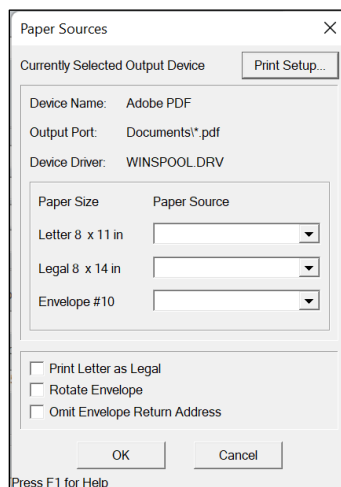 Paper Sources
Currently Selected Output Device Print Setup...
Device Name: Adobe PDF
Output Port: Documents\*.pdf
Device Driver: WINSPOOL.DRV
Paper Size Paper Source
Letter 8 x 11 in
Legal 8 x 14 in
Envelope #10
Print Letter as Legal
Rotate Envelope
Omit Envelope Return Address
OK Cancel
Press F1 for Help